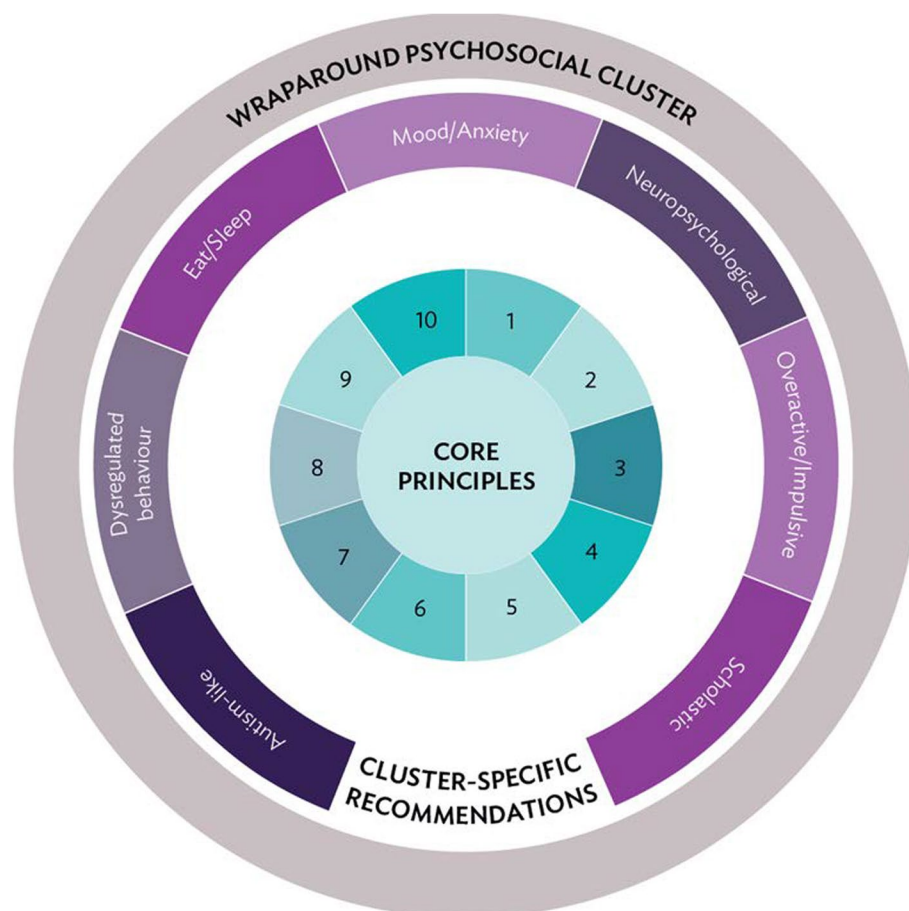 WRAPAROUND PSYCHOSOCIAL CLUSTER
Mood/Anxiety
Neuropsychological
Overactive/Impulsive
Scholastic
CLUSTER-SPECIFIC
RECOMMENDATIONS
Autism-like
Dysregulated
behaviour
Eat/Sleep
CORE
PRINCIPLES
1
2
3
4
5
6
7
8
9
10